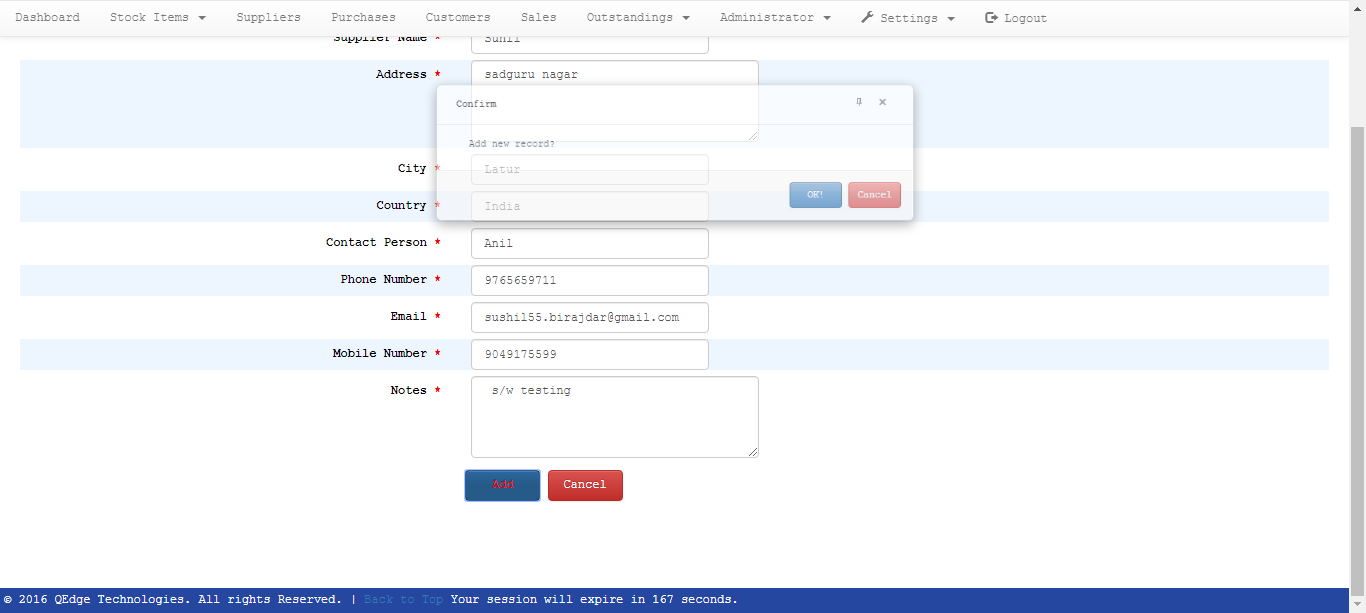 Dashboard Stock Items Suppliers Purchases Customers Sales Outstandings Administrator Settings Logout
Supplier Name * Sunil
Address * sadguru nagar
Confirm
Add new record?
City * Latur
OK! Cancel
Country * India
Contact Person * Anil
Phone Number * 9765659711
Email * sushil55.birajdar@gmail.com
Mobile Number * 9049175599
Notes * s/w testing
Add Cancel
© 2016 QEdge Technologies. All rights Reserved. | Back to Top Your session will expire in 167 seconds.